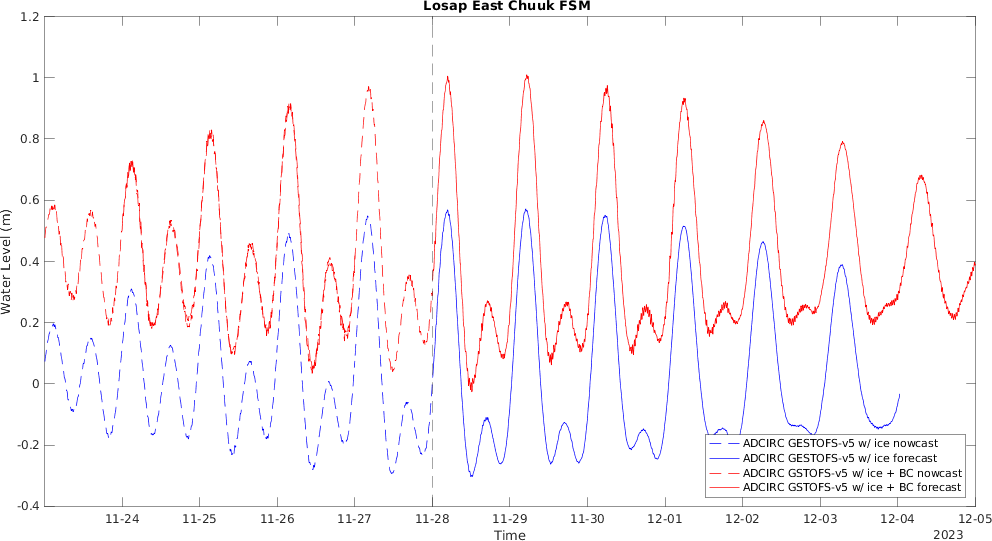 Losap East Chuuk FSM
1.2
1
0.8
0.6
0.4
0.2
0
-0.2
-0.4
Water Level (m)
ADCIRC GESTOFS-v5 w/ ice nowcast
ADCIRC GESTOFS-v5 w/ ice forecast
ADCIRC GSTOFS-v5 w/ ice + BC nowcast
ADCIRC GSTOFS-v5 w/ ice + BC forecast
11-24 11-25 11-26 11-27 11-28 11-29 11-30 12-01 12-02 12-03 12-04 12-05
Time
2023